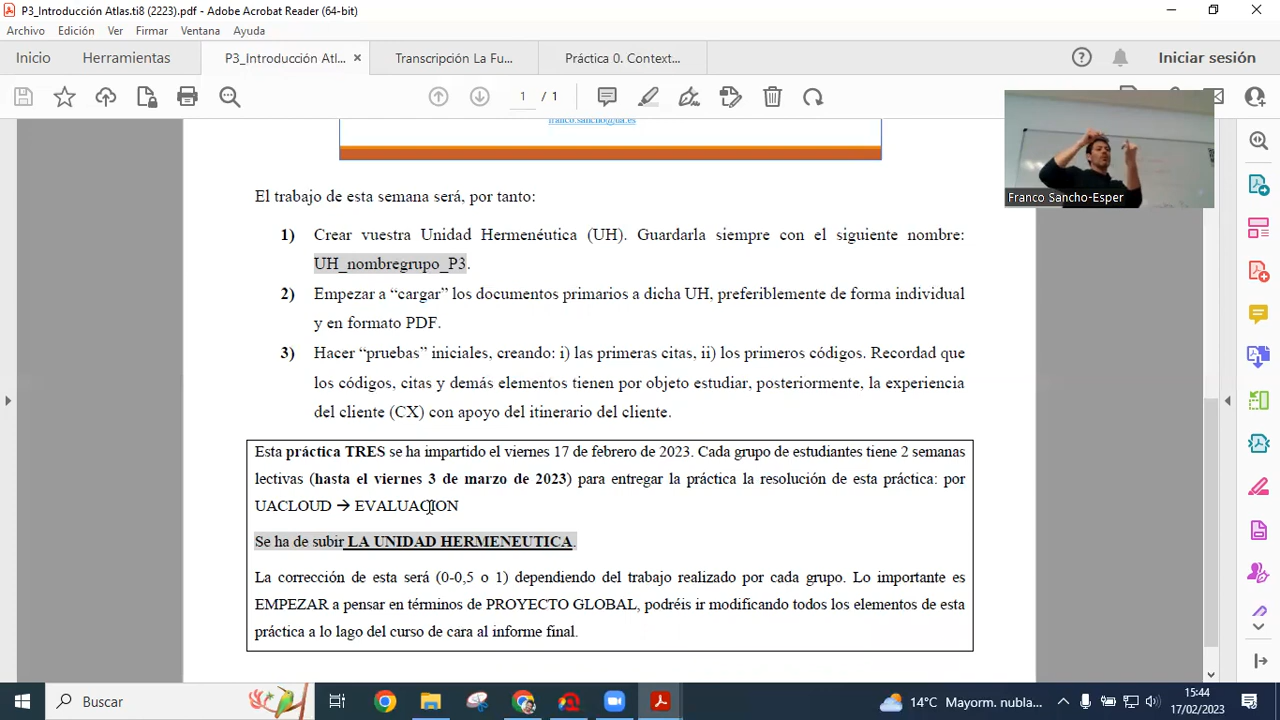 P3_Introducción Atlas.ti8 (2223).pdf - Adobe Acrobat Reader (64-bit)
Archivo Edición Ver Firmar Ventana Ayuda
Inicio Herramientas P3_Introducción Atl... Transcripción La Fu... Práctica 0. Context... Iniciar sesión
1 / 1
franco.sancho@ua.es
Franco Sancho-Esper
El trabajo de esta semana será, por tanto:
1) Crear vuestra Unidad Hermenéutica (UH). Guardarla siempre con el siguiente nombre:
UH_nombregrupo_P3.
2) Empezar a “cargar” los documentos primarios a dicha UH, preferiblemente de forma individual
y en formato PDF.
3) Hacer “pruebas” iniciales, creando: i) las primeras citas, ii) los primeros códigos. Recordad que
los códigos, citas y demás elementos tienen por objeto estudiar, posteriormente, la experiencia
del cliente (CX) con apoyo del itinerario del cliente.
Esta práctica TRES se ha impartido el viernes 17 de febrero de 2023. Cada grupo de estudiantes tiene 2 semanas
lectivas (hasta el viernes 3 de marzo de 2023) para entregar la práctica la resolución de esta práctica: por
UACLOUD → EVALUACION
Se ha de subir LA UNIDAD HERMENEUTICA.
La corrección de esta será (0-0,5 o 1) dependiendo del trabajo realizado por cada grupo. Lo importante es
EMPEZAR a pensar en términos de PROYECTO GLOBAL, podréis ir modificando todos los elementos de esta
práctica a lo lago del curso de cara al informe final.
Buscar 14°C Mayorm. nubla... 15:44
17/02/2023